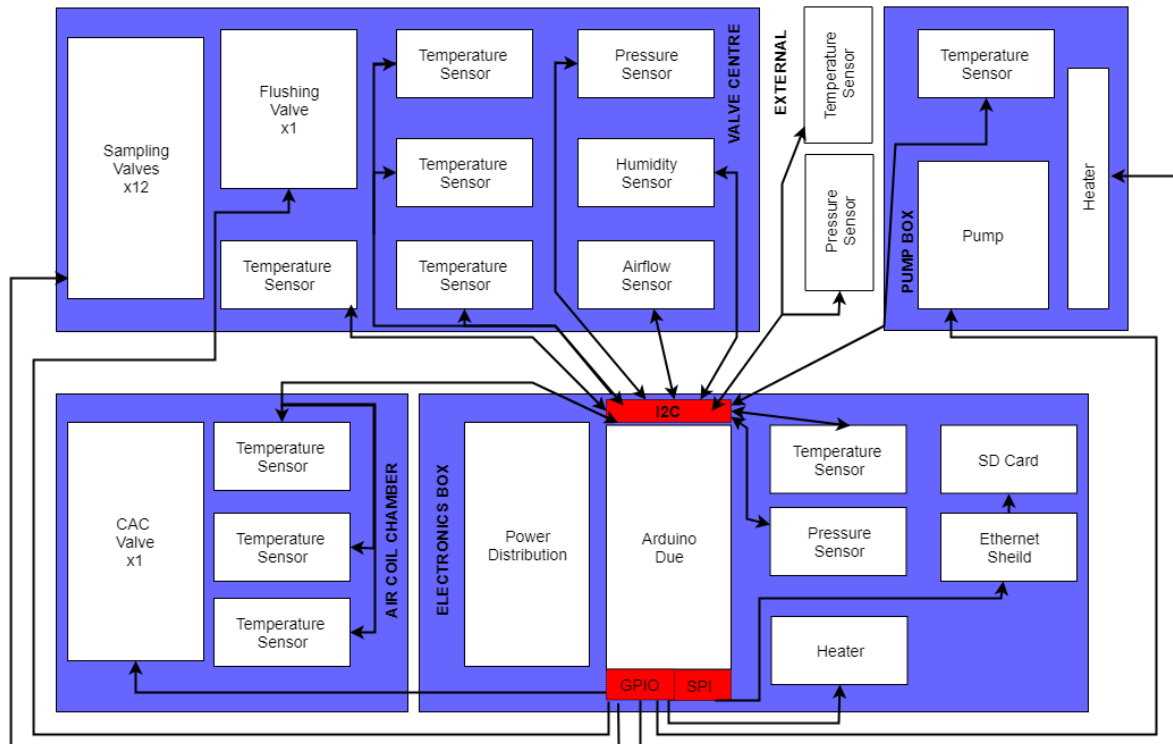 Sampling
Valves
x12
Flushing
Valve
x1
Temperature
Sensor
Temperature
Sensor
Temperature
Sensor
Temperature
Sensor
Pressure
Sensor
Humidity
Sensor
Airflow
Sensor
VALVE CENTRE
EXTERNAL
Temperature
Sensor
Pressure
Sensor
PUMP BOX
Temperature
Sensor
Pump
Heater
CAC
Valve
x1
Temperature
Sensor
Temperature
Sensor
Temperature
Sensor
AIR COIL CHAMBER
ELECTRONICS BOX
Power
Distribution
I2C
Arduino
Due
GPIO
SPI
Temperature
Sensor
Pressure
Sensor
Heater
SD Card
Ethernet
Sheild